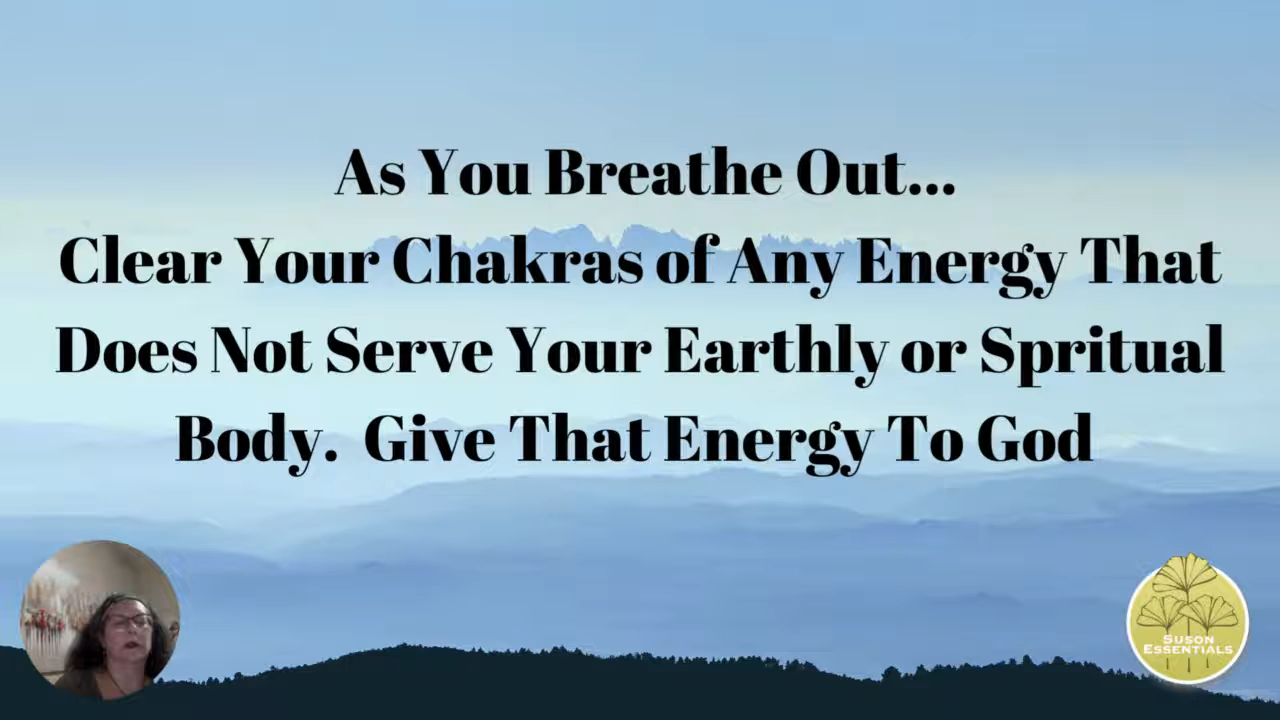 As You Breathe Out...
Clear Your Chakras of Any Energy That
Does Not Serve Your Earthly or Spritual
Body. Give That Energy To God
SUSON
ESSENTIALS